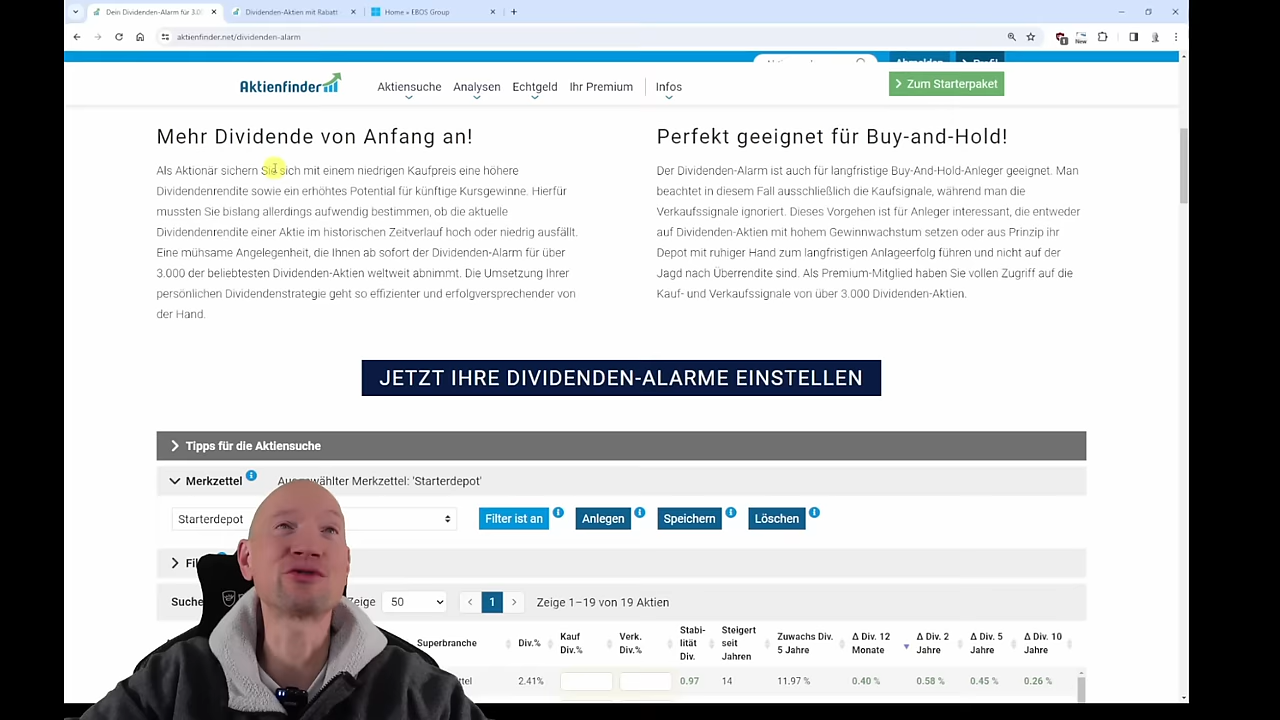 Dein Dividenden-Alarm für 3.0
Dividenden-Aktien mit Rabatt
Home » EBOS Group
aktienfinder.net/dividenden-alarm
New
Abmelden
Profil
Aktienfinder
Aktiensuche
Analysen
Echtgeld
Ihr Premium
Infos
Zum Starterpaket
Mehr Dividende von Anfang an!
Als Aktionär sichern Sie sich mit einem niedrigen Kaufpreis eine höhere
Dividendenrendite sowie ein erhöhtes Potential für künftige Kursgewinne. Hierfür
mussten Sie bislang allerdings aufwendig bestimmen, ob die aktuelle
Dividendenrendite einer Aktie im historischen Zeitverlauf hoch oder niedrig ausfällt.
Eine mühsame Angelegenheit, die Ihnen ab sofort der Dividenden-Alarm für über
3.000 der beliebtesten Dividenden-Aktien weltweit abnimmt. Die Umsetzung Ihrer
persönlichen Dividendenstrategie geht so effizienter und erfolgversprechender von
der Hand.
Perfekt geeignet für Buy-and-Hold!
Der Dividenden-Alarm ist auch für langfristige Buy-And-Hold-Anleger geeignet. Man
beachtet in diesem Fall ausschließlich die Kaufsignale, während man die
Verkaufssignale ignoriert. Dieses Vorgehen ist für Anleger interessant, die entweder
auf Dividenden-Aktien mit hohem Gewinnwachstum setzen oder aus Prinzip ihr
Depot mit ruhiger Hand zum langfristigen Anlageerfolg führen und nicht auf der
Jagd nach Überrendite sind. Als Premium-Mitglied haben Sie vollen Zugriff auf die
Kauf- und Verkaufssignale von über 3.000 Dividenden-Aktien.
JETZT IHRE DIVIDENDEN-ALARME EINSTELLEN
Tipps für die Aktiensuche
Merkzettel
Ausgewählter Merkzettel: 'Starterdepot'
Starterdepot
Filter ist an
Anlegen
Speichern
Löschen
Fil
Suche
Zeige
50
1
Zeige 1–19 von 19 Aktien
Superbranche
Div.%
Kauf
Div.%
Verk.
Div.%
Stabi-
lität
Div.
Steigert
seit
Jahren
Zuwachs Div.
5 Jahre
Δ Div. 12
Monate
Δ Div. 2
Jahre
Δ Div. 5
Jahre
Δ Div. 10
Jahre
ttel
2.41%
0.97
14
11.97 %
0.40 %
0.58 %
0.45 %
0.26 %